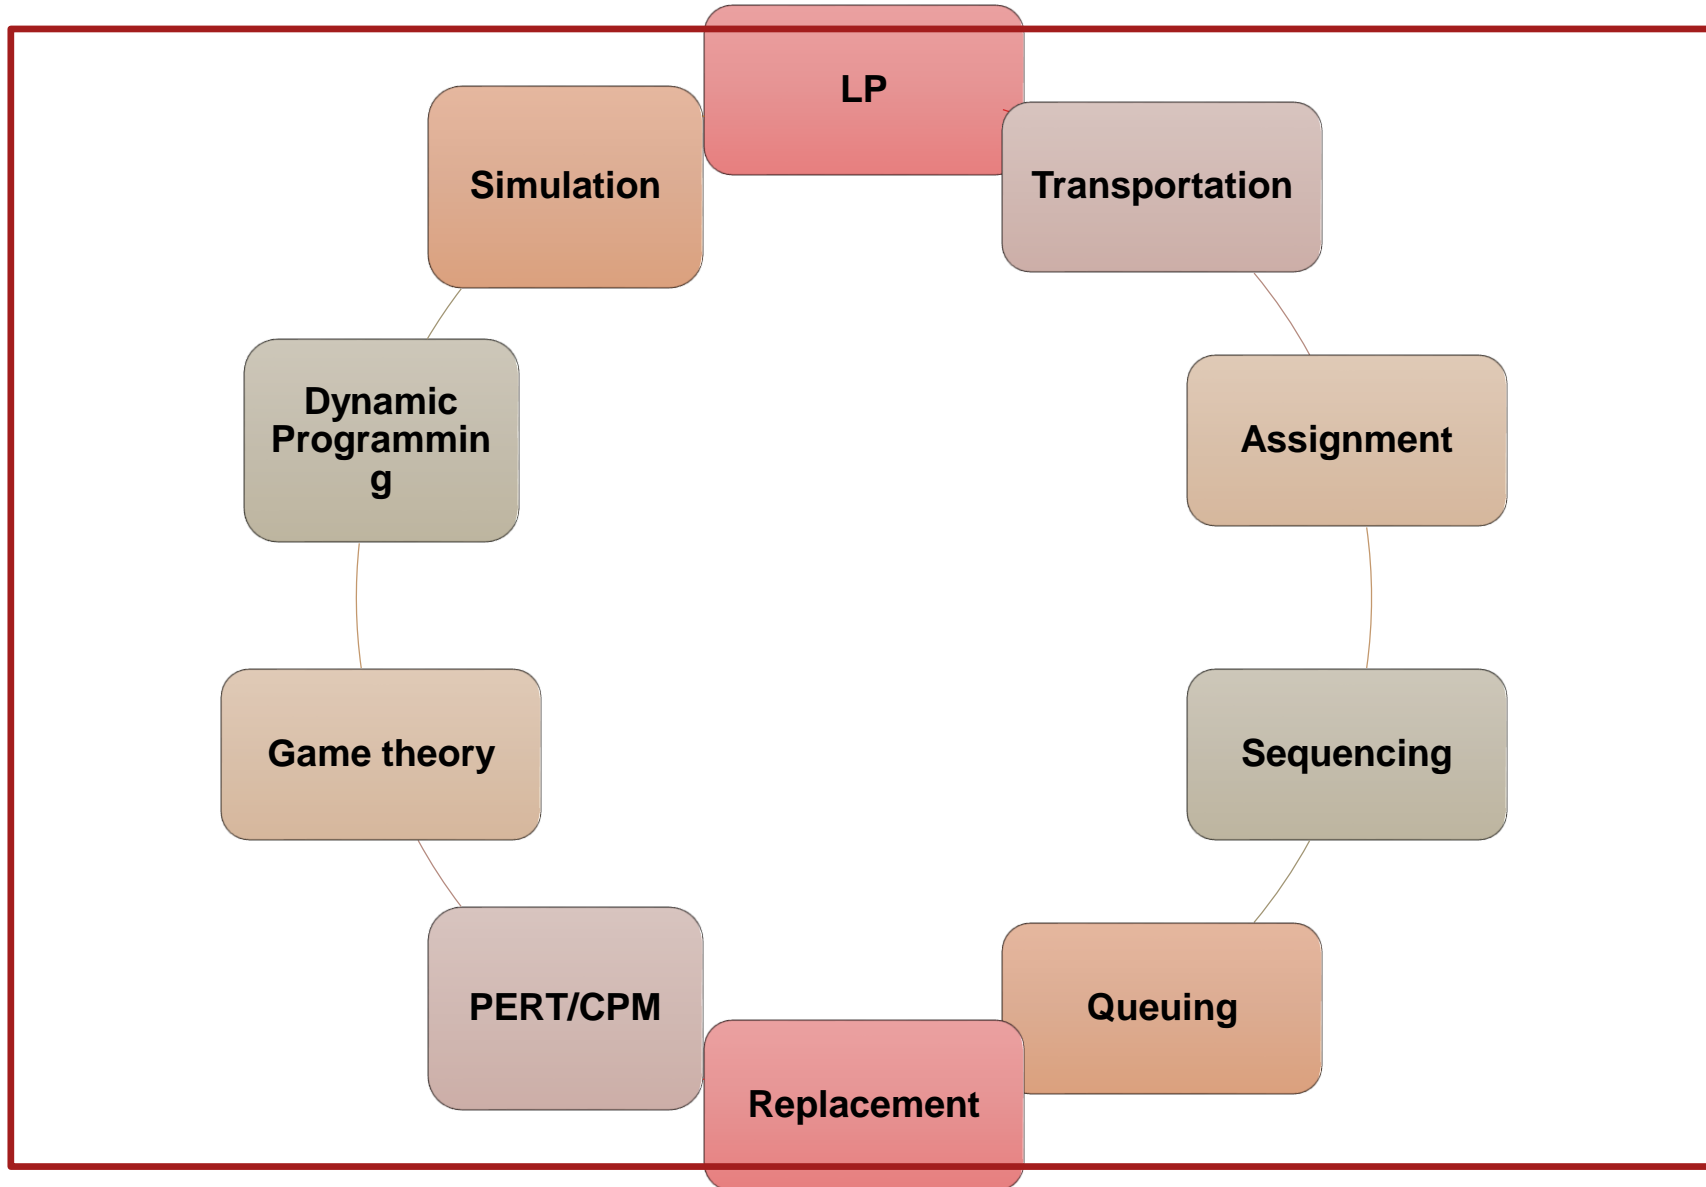 LP
Transportation
Assignment
Sequencing
Queuing
Replacement
PERT/CPM
Game theory
Dynamic
Programmin
g
Simulation